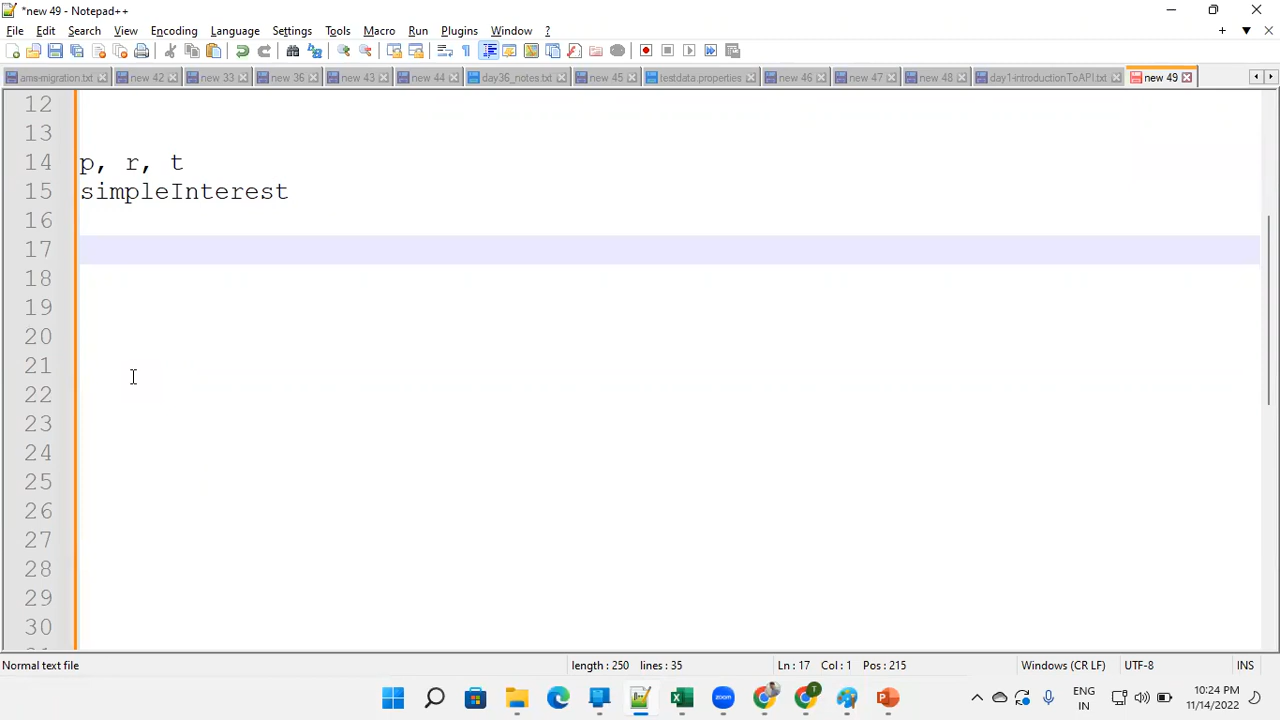 *new 49 - Notepad++
File Edit Search View Encoding Language Settings Tools Macro Run Plugins Window ?
ams-migration.txt new 42 new 33 new 36 new 43 new 44 day36_notes.txt new 45 testdata.properties new 46 new 47 new 48 day1-introductionToAPI.txt new 49
12
13
14 p, r, t
15 simpleInterest
16
17
18
19
20
21
22
23
24
25
26
27
28
29
30
Normal text file length : 250 lines : 35 Ln : 17 Col : 1 Pos : 215 Windows (CR LF) UTF-8 INS
ENG
IN
10:24 PM
11/14/2022